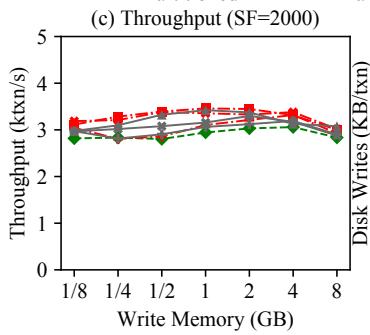 (c) Throughput (SF=2000)
5
4
3
2
1
0
Throughput (ktxn/s)
Disk Writes (KB/txn)
1/8 1/4 1/2 1 2 4 8
Write Memory (GB)